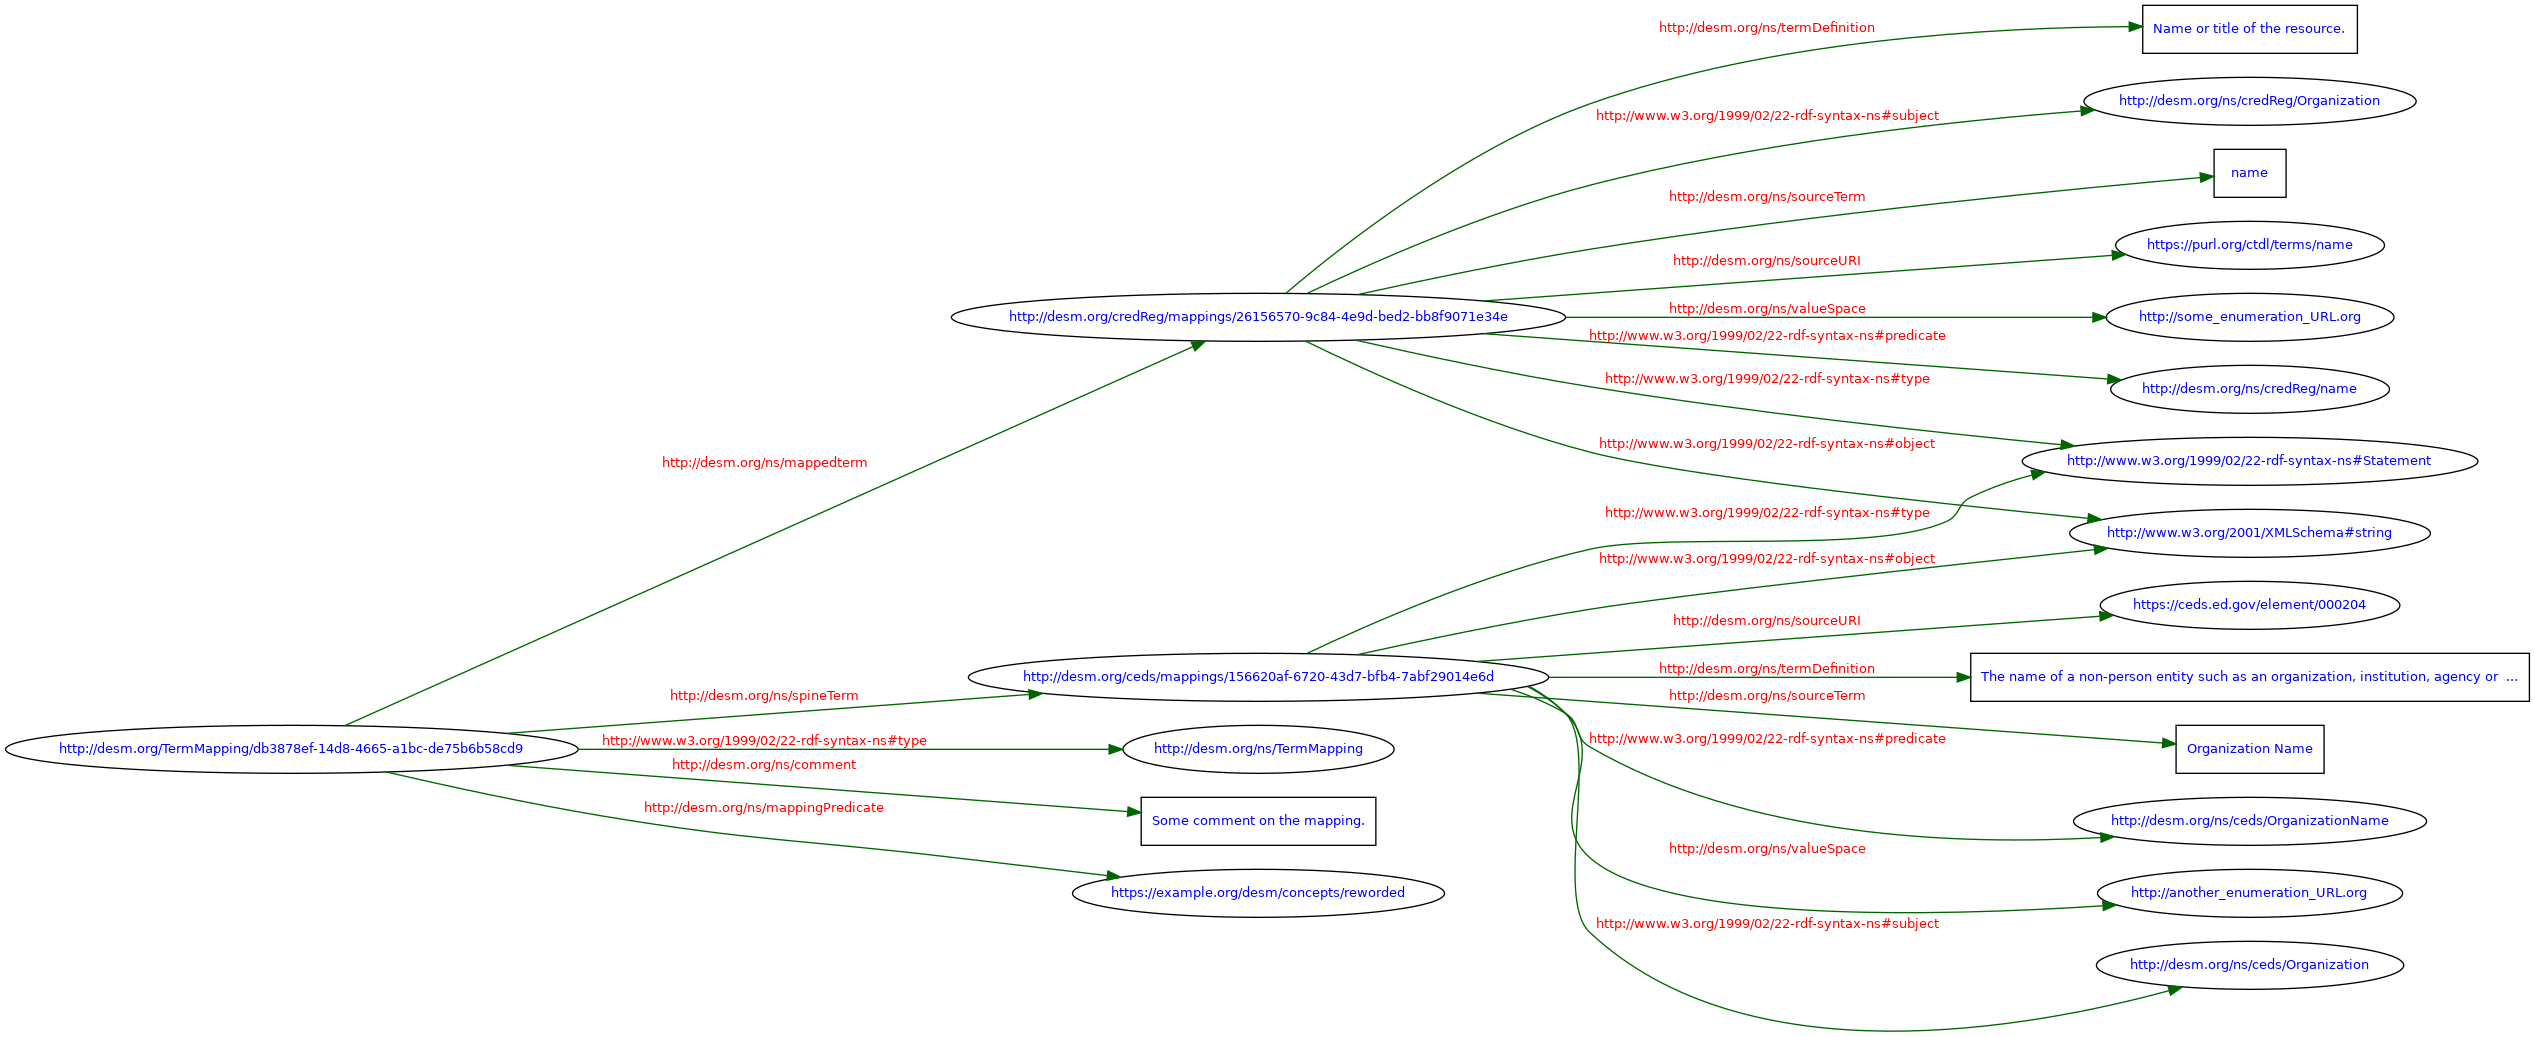 http://desm.org/ns/termDefinition
Name or title of the resource.
http://desm.org/ns/credReg/Organization
http://www.w3.org/1999/02/22-rdf-syntax-ns#subject
name
http://desm.org/ns/sourceTerm
https://purl.org/ctdl/terms/name
http://desm.org/ns/sourceURI
http://desm.org/ns/valueSpace
http://desm.org/credReg/mappings/26156570-9c84-4e9d-bed2-bb8f9071e34e
http://some_enumeration_URL.org
http://www.w3.org/1999/02/22-rdf-syntax-ns#predicate
http://www.w3.org/1999/02/22-rdf-syntax-ns#type
http://desm.org/ns/credReg/name
http://www.w3.org/1999/02/22-rdf-syntax-ns#object
http://desm.org/ns/mappedterm
http://www.w3.org/1999/02/22-rdf-syntax-ns#Statement
http://www.w3.org/1999/02/22-rdf-syntax-ns#type
http://www.w3.org/2001/XMLSchema#string
http://www.w3.org/1999/02/22-rdf-syntax-ns#object
https://ceds.ed.gov/element/000204
http://desm.org/ns/sourceURI
http://desm.org/ns/termDefinition
http://desm.org/ceds/mappings/156620af-6720-43d7-bfb4-7abf29014e6d
The name of a non-person entity such as an organization, institution, agency or ...
http://desm.org/ns/spineTerm
http://desm.org/ns/sourceTerm
http://www.w3.org/1999/02/22-rdf-syntax-ns#type
http://www.w3.org/1999/02/22-rdf-syntax-ns#predicate
http://desm.org/TermMapping/db3878ef-14d8-4665-a1bc-de75b6b58cd9
http://desm.org/ns/TermMapping
Organization Name
http://desm.org/ns/comment
http://desm.org/ns/mappingPredicate
Some comment on the mapping.
http://desm.org/ns/ceds/OrganizationName
http://desm.org/ns/valueSpace
https://example.org/desm/concepts/reworded
http://another_enumeration_URL.org
http://www.w3.org/1999/02/22-rdf-syntax-ns#subject
http://desm.org/ns/ceds/Organization